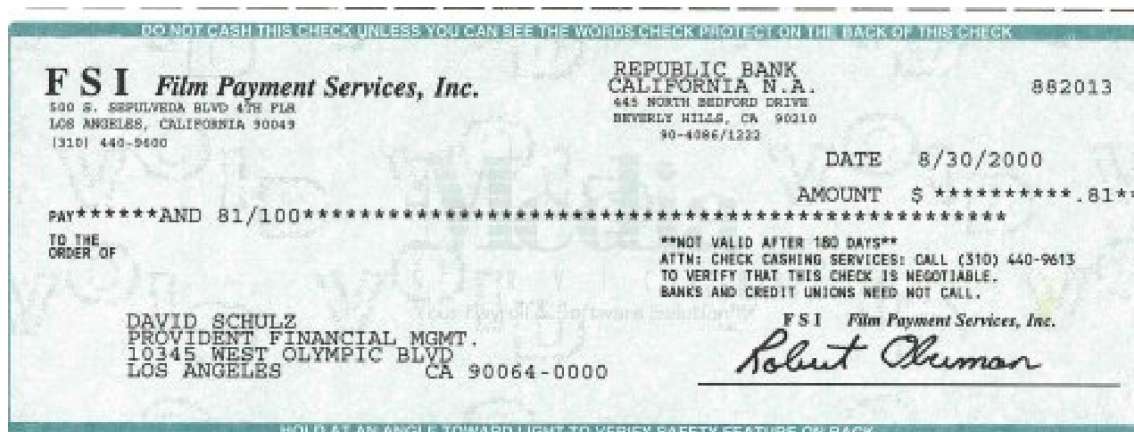 DO NOT CASH THIS CHECK UNLESS YOU CAN SEE THE WORDS CHECK PROTECT ON THE BACK OF THIS CHECK
F S I Film Payment Services, Inc.
500 S. SEPULVEDA BLVD 4TH FLR
LOS ANGELES, CALIFORNIA 90049
(310) 440-9600
REPUBLIC BANK
CALIFORNIA N.A.
445 NORTH BEDFORD DRIVE
BEVERLY HILLS, CA 90210
90-4086/1222
882013
DATE 8/30/2000
AMOUNT $ **********.81**
PAY******AND 81/100***********************************************************
TO THE
ORDER OF
**NOT VALID AFTER 180 DAYS**
ATTN: CHECK CASHING SERVICES: CALL (310) 440-9613
TO VERIFY THAT THIS CHECK IS NEGOTIABLE.
BANKS AND CREDIT UNIONS NEED NOT CALL.
Media
Your Payroll & Software Solution
DAVID SCHULZ
PROVIDENT FINANCIAL MGMT.
10345 WEST OLYMPIC BLVD
LOS ANGELES CA 90064-0000
F S I Film Payment Services, Inc.
Robert
HOLD AT AN ANGLE TOWARD LIGHT TO VERIFY SAFETY FEATURE ON BACK